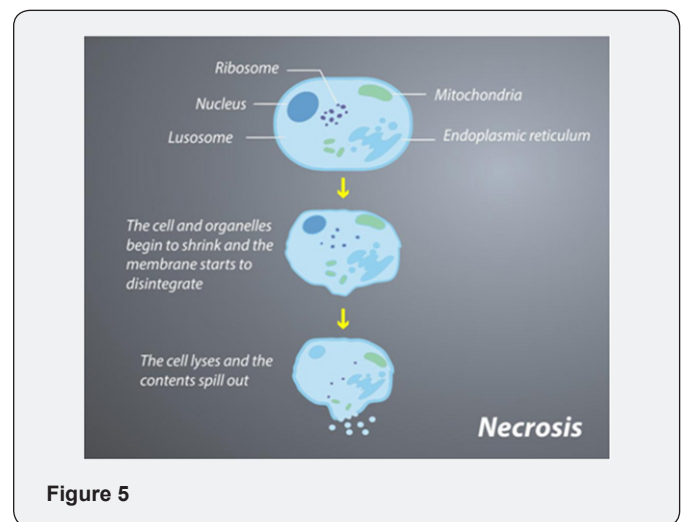 Ribosome
Nucleus
Mitochondria
Lusosome
Endoplasmic reticulum
The cell and organelles
begin to shrink and the
membrane starts to
disintegrate
The cell lyses and the
contents spill out
Necrosis
Figure 5